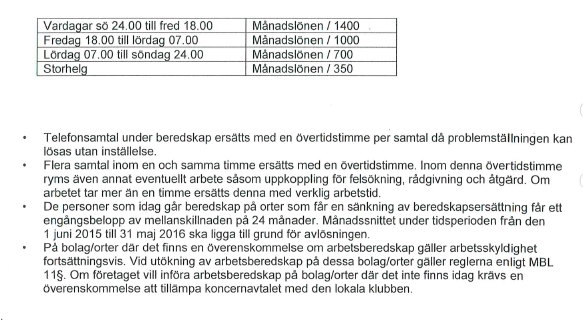 Vardagar sö 24.00 till fred 18.00 Månadslönen / 1400
Fredag 18.00 till lördag 07.00 Månadslönen / 1000
Lördag 07.00 till söndag 24.00 Månadslönen / 700
Storhelg Månadslönen / 350
• Telefonsamtal under beredskap ersätts med en övertidstimme per samtal då problemställningen kan
lösas utan inställelse.
• Flera samtal inom en och samma timme ersätts med en övertidstimme. Inom denna övertidstimme
ryms även annat eventuellt arbete såsom uppkoppling för felsökning, rådgivning och åtgärd. Om
arbetet tar mer än en timme ersätts denna med verklig arbetstid.
• De personer som idag går beredskap på orter som får en sänkning av beredskapsersättning får ett
engångsbelopp av mellanskillnaden på 24 månader. Månadssnittet under tidsperioden från den
1 juni 2015 till 31 maj 2016 ska ligga till grund för avlösningen.
• På bolag/orter där det finns en överenskommelse om arbetsberedskap gäller arbetsskyldighet
fortsättningsvis. Vid utökning av arbetsberedskap på dessa bolag/orter gäller reglerna enligt MBL
11§. Om företaget vill införa arbetsberedskap på bolag/orter där det inte finns idag krävs en
överenskommelse att tillämpa koncernavtalet med den lokala klubben.